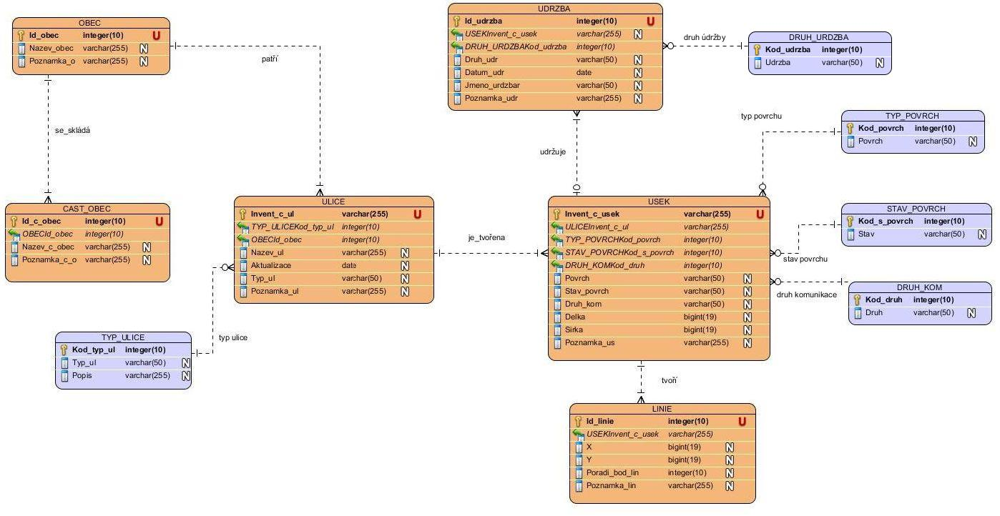 OBEC
Id_obec integer(10) U
Nazev_obec varchar(255) N
Poznamka_o varchar(255) N
patří
se_skládá
UDRZBA
Id_udrzba integer(10) U
USEKInvent_c_usek varchar(255) N
DRUH_URDZBAKod_udrzba integer(10)
Druh_udr varchar(50) N
Datum_udr date N
Jmeno_urdzbar varchar(50) N
Poznamka_udr varchar(255) N
druh údržby
DRUH_URDZBA
Kod_udrzba integer(10)
Udrzba varchar(50) N
typ povrchu
TYP_POVRCH
Kod_povrch integer(10)
Povrch varchar(50) N
udržuje
CAST_OBEC
Id_c_obec integer(10) U
OBECId_obec integer(10)
Nazev_c_obec varchar(255) N
Poznamka_c_o varchar(255) N
ULICE
Invent_c_ul varchar(255) U
TYP_ULICEKod_typ_ul integer(10)
OBECId_obec integer(10)
Nazev_ul varchar(255) N
Aktualizace date N
Typ_ul varchar(50) N
Poznamka_ul varchar(255) N
je_tvořena
USEK
Invent_c_usek varchar(255) U
ULICEInvent_c_ul varchar(255)
TYP_POVRCHKod_povrch integer(10)
STAV_POVRCHKod_s_povrch integer(10)
DRUH_KOMKod_druh integer(10)
Povrch varchar(50) N
Stav_povrch varchar(50) N
Druh_kom varchar(50) N
Delka bigint(19) N
Sirka bigint(19) N
Poznamka_us varchar(255) N
STAV_POVRCH
Kod_s_povrch integer(10)
Stav varchar(50) N
stav povrchu
DRUH_KOM
Kod_druh integer(10)
Druh varchar(50) N
druh komunikace
TYP_ULICE
Kod_typ_ul integer(10)
Typ_ul varchar(50) N
Popis varchar(255) N
typ ulice
tvoří
LINIE
Id_linie integer(10) U
USEKInvent_c_usek varchar(255)
X bigint(19) N
Y bigint(19) N
Poradi_bod_lin integer(10) N
Poznamka_lin varchar(255) N